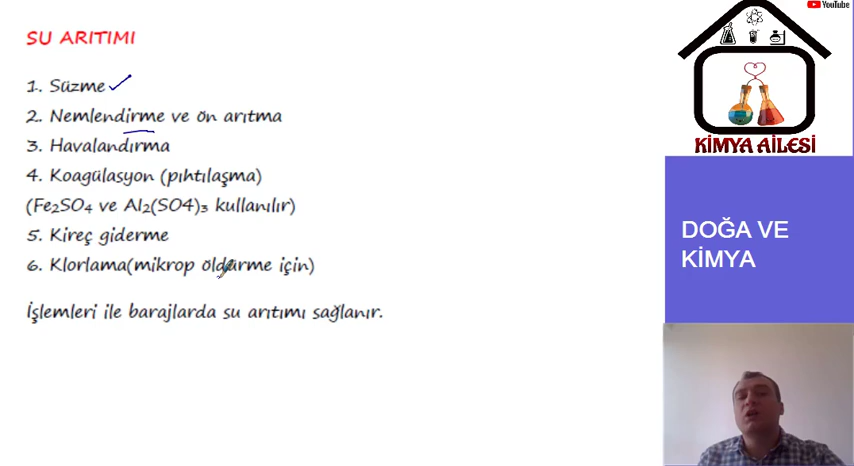 SU ARITIMI
1. Süzme
2. Nemlendirme ve ön arıtma
3. Havalandırma
4. Koagülasyon (pıhtılaşma)
(Fe₂SO₄ ve Al₂(SO4)₃ kullanılır)
5. Kireç giderme
6. Klorlama(mikrop öldürme için)
İşlemleri ile barajlarda su arıtımı sağlanır.
YouTube
KİMYA AİLESİ
DOĞA VE
KİMYA